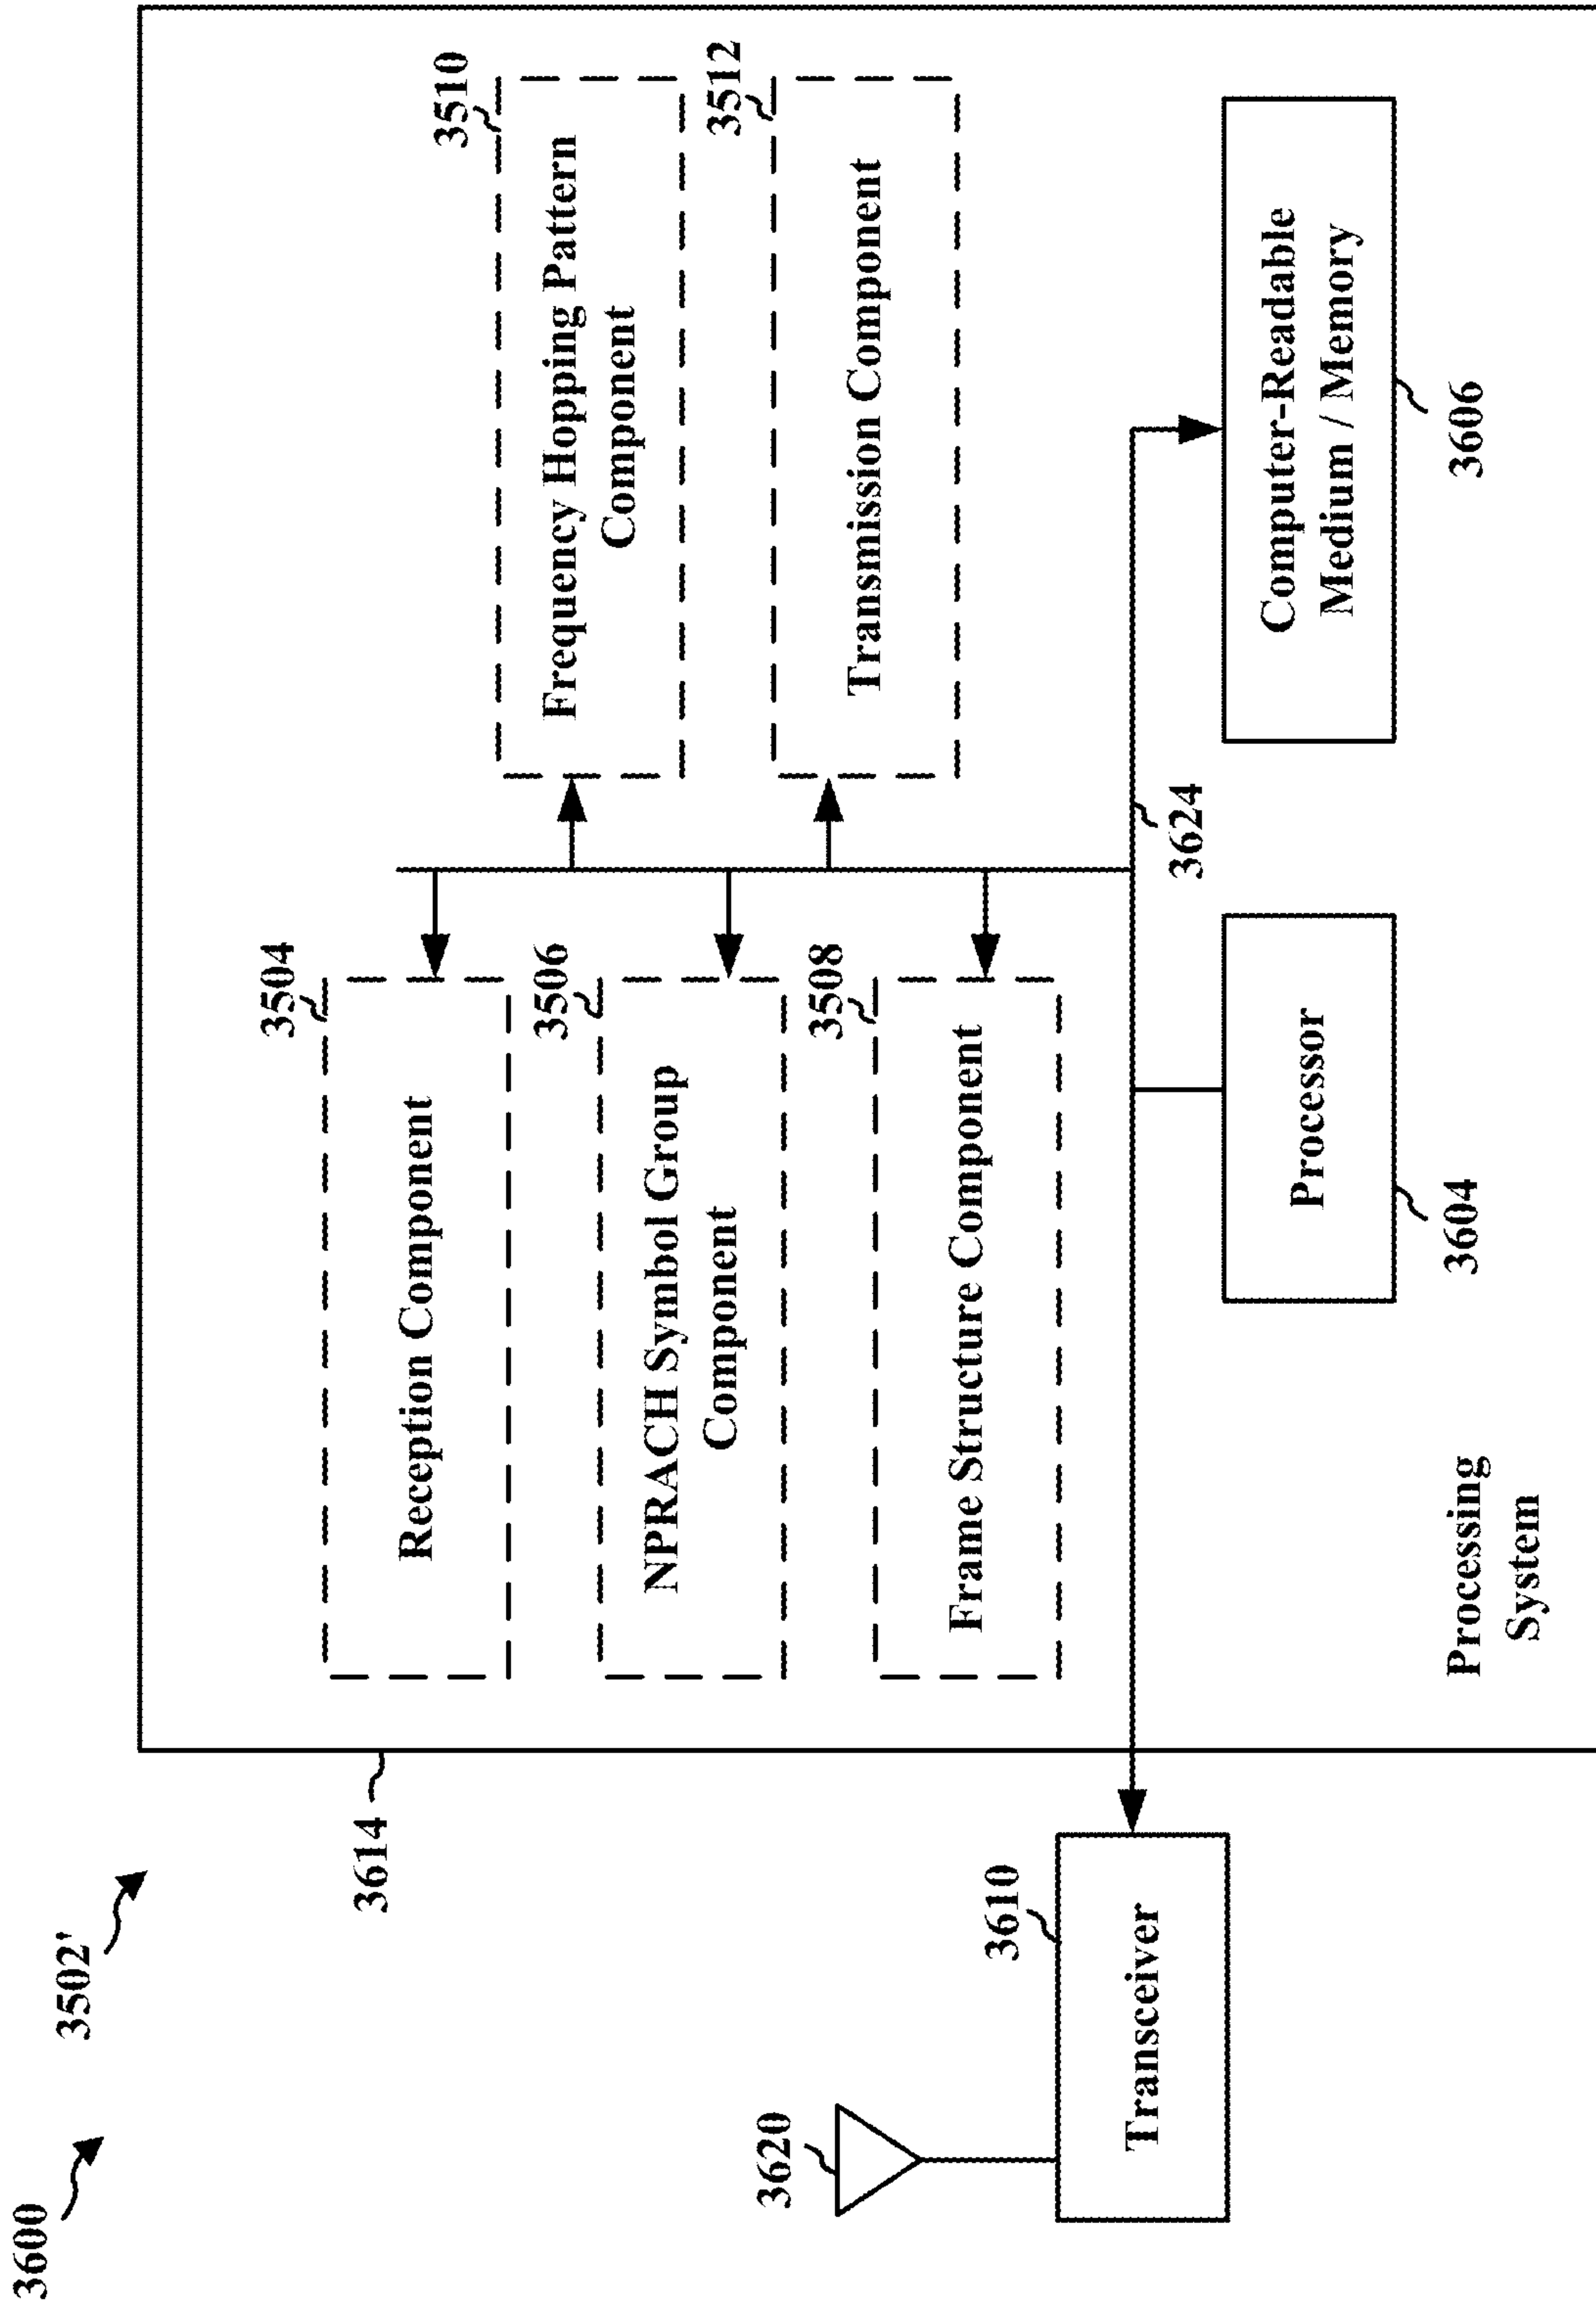 3600
3502'
3614
3504
Reception Component
3506
NPRACH Symbol Group
Component
3508
Frame Structure Component
3510
Frequency Hopping Pattern
Component
3512
Transmission Component
3620
3610
Transceiver
3624
Processor
3604
Computer-Readable
Medium / Memory
3606
Processing
System